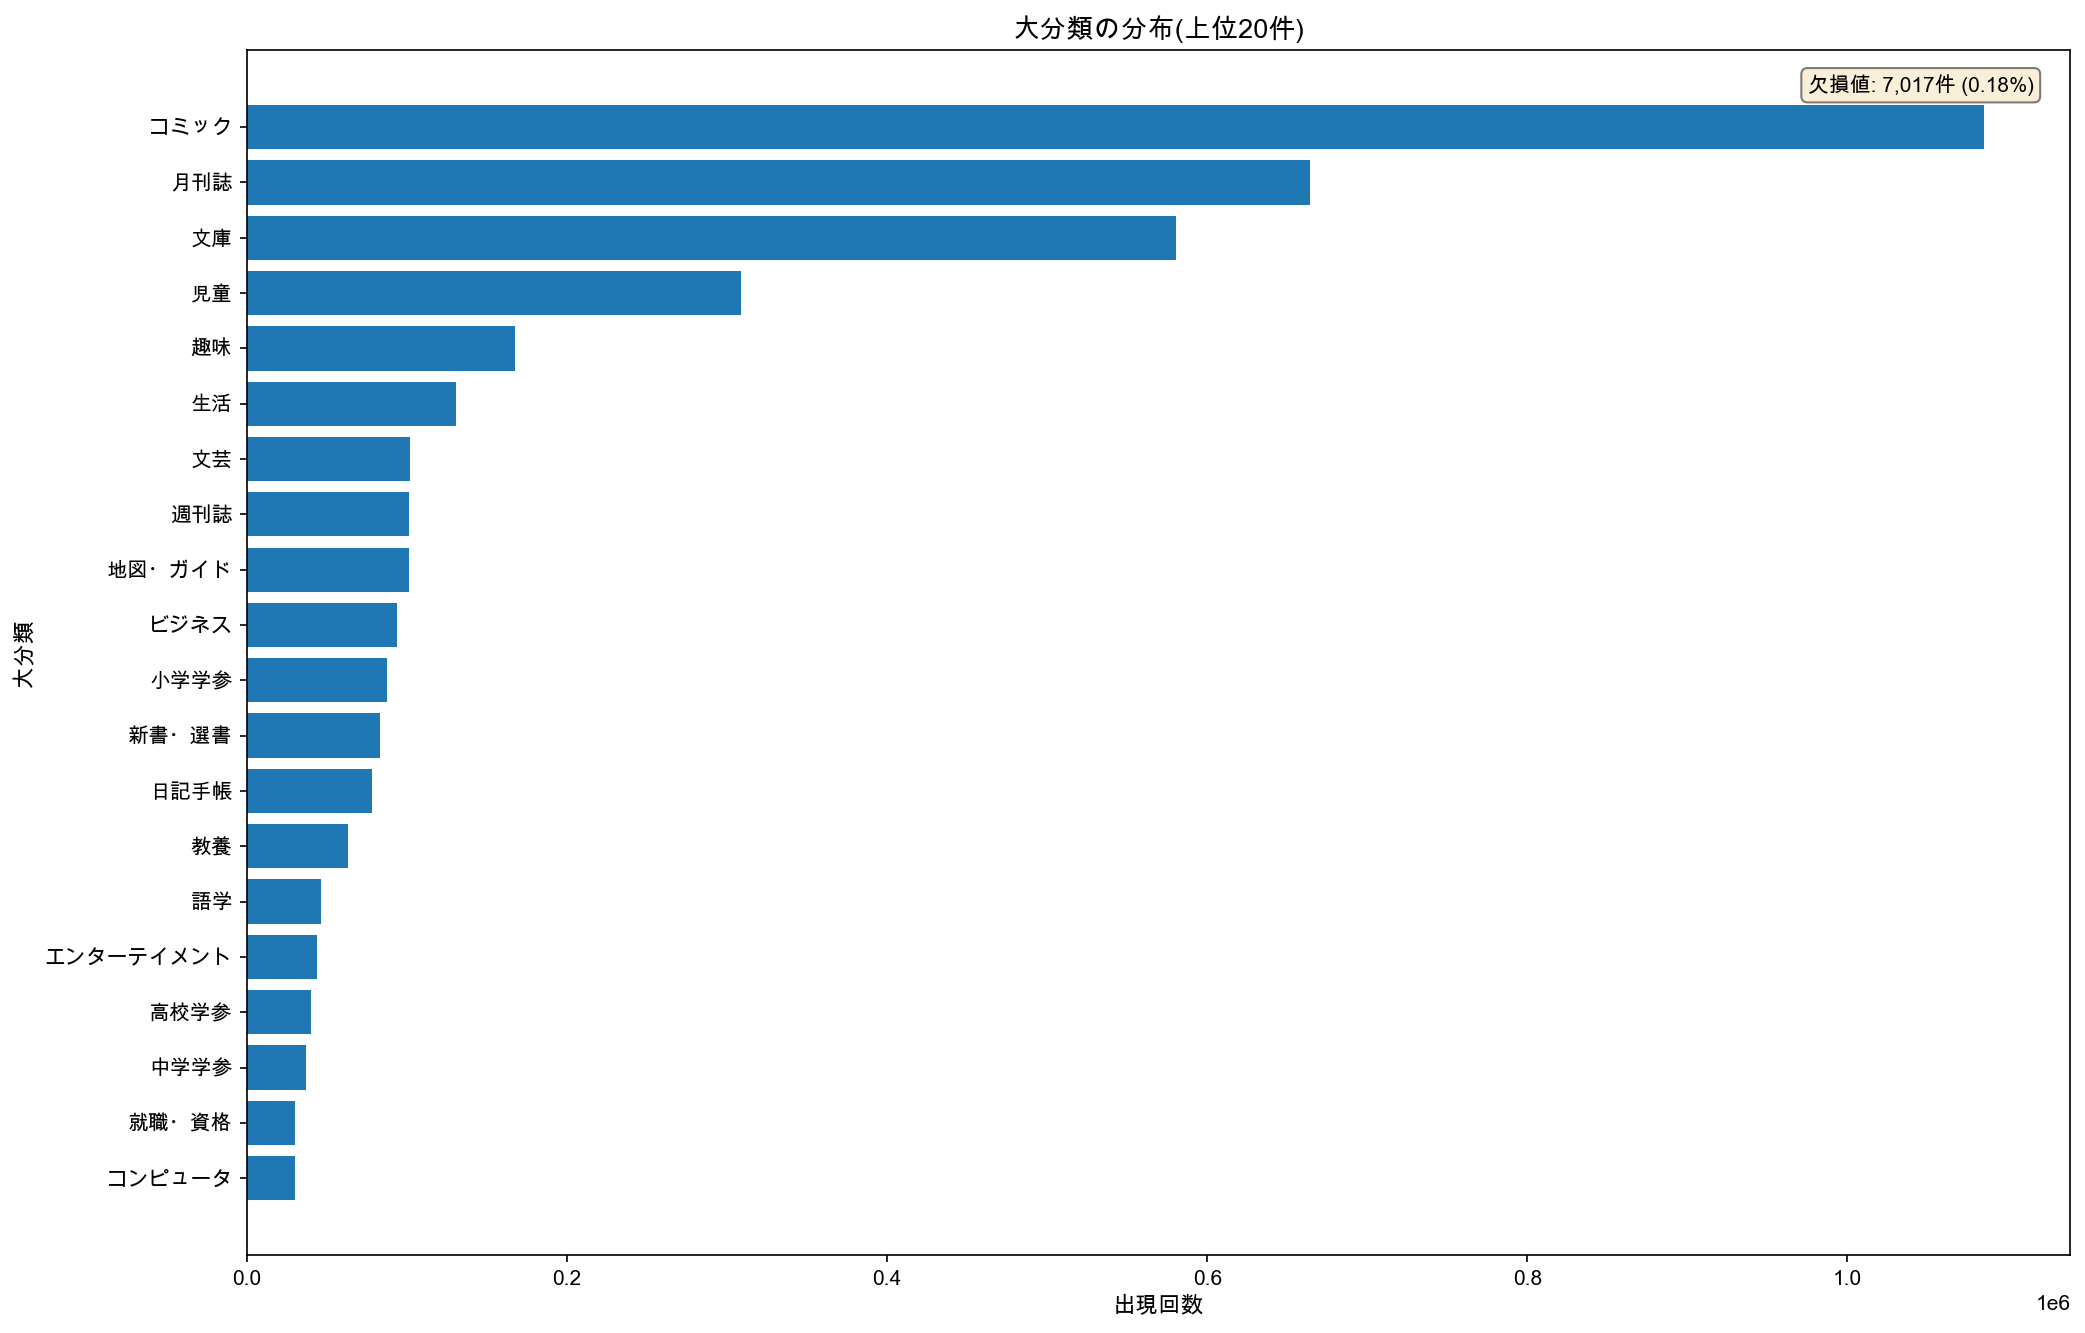 大分類の分布(上位20件)
欠損値: 7,017件 (0.18%)
コミック
月刊誌
文庫
児童
趣味
生活
文芸
週刊誌
地図・ガイド
ビジネス
小学学参
新書・選書
日記手帳
教養
語学
エンターテイメント
高校学参
中学学参
就職・資格
コンピュータ
大分類
0.0 0.2 0.4 0.6 0.8 1.0
出現回数
1e6